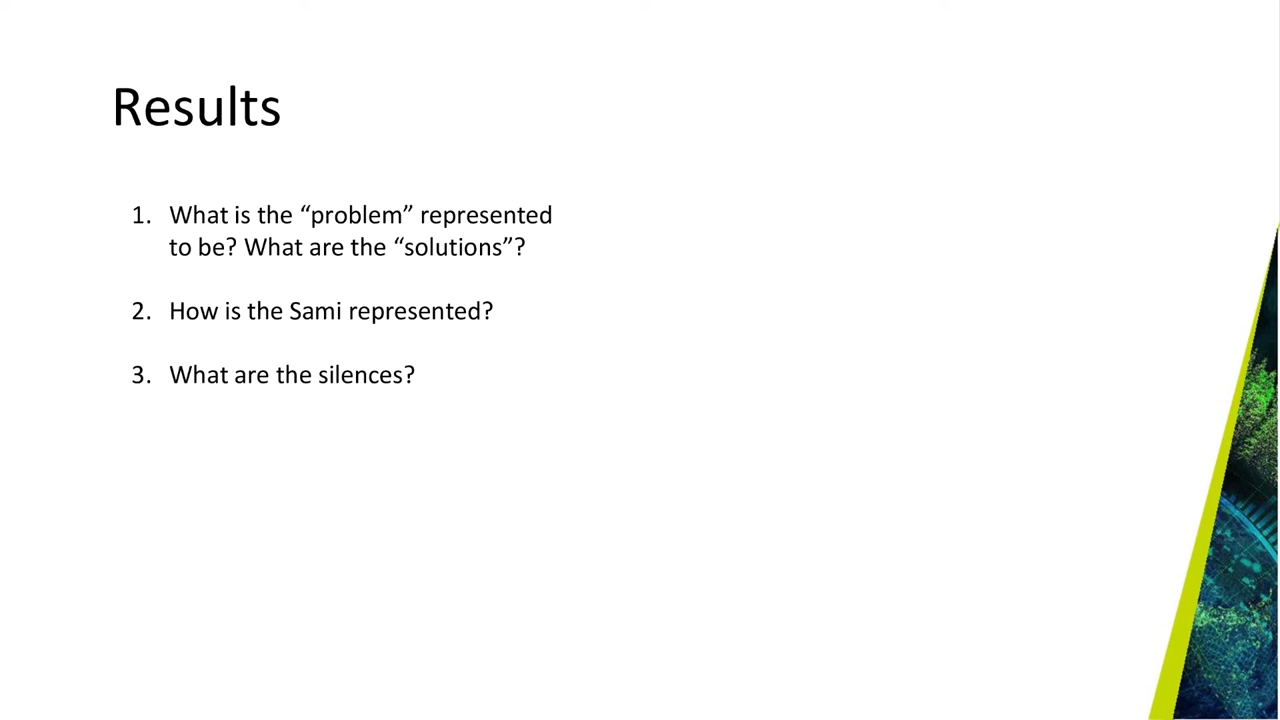 Results
1. What is the “problem” represented
to be? What are the “solutions”?
2. How is the Sami represented?
3. What are the silences?